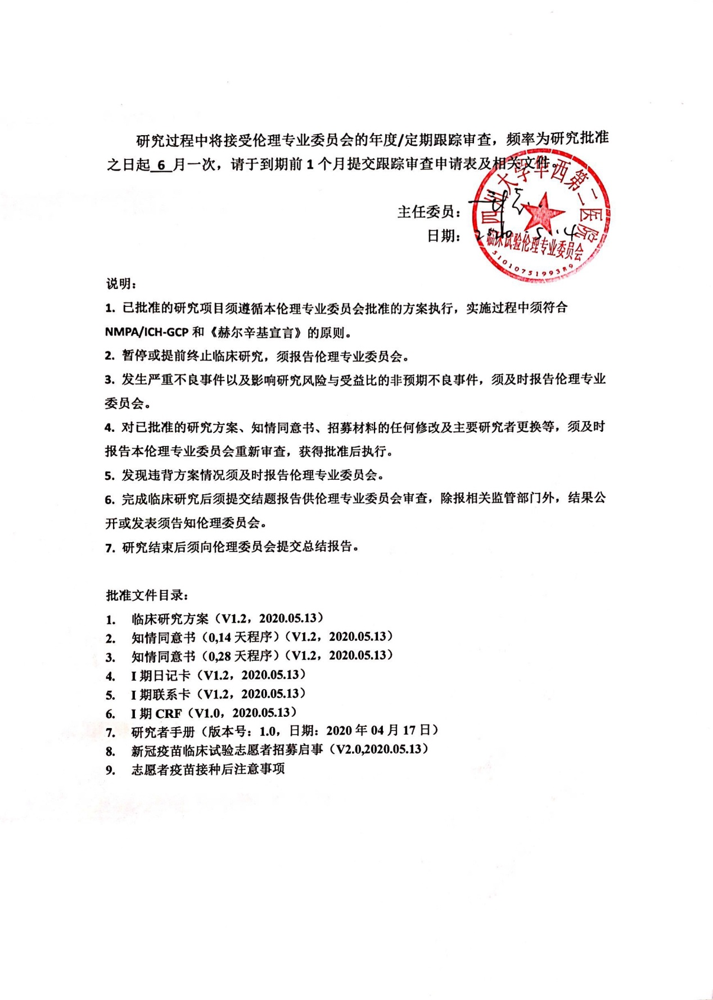 研究过程中将接受伦理专业委员会的年度/定期跟踪审查，频率为研究批准
之日起 6 月一次，请于到期前 1 个月提交跟踪审查申请表及相关文件。
四川大学华西第二医院
主任委员：
日期：2020.5.14
临床试验伦理专业委员会
5101075199389
说明：
1. 已批准的研究项目须遵循本伦理专业委员会批准的方案执行，实施过程中须符合
NMPA/ICH-GCP 和《赫尔辛基宣言》的原则。
2. 暂停或提前终止临床研究，须报告伦理专业委员会。
3. 发生严重不良事件以及影响研究风险与受益比的非预期不良事件，须及时报告伦理专业
委员会。
4. 对已批准的研究方案、知情同意书、招募材料的任何修改及主要研究者更换等，须及时
报告本伦理专业委员会重新审查，获得批准后执行。
5. 发现违背方案情况须及时报告伦理专业委员会。
6. 完成临床研究后须提交结题报告供伦理专业委员会审查，除报相关监管部门外，结果公
开或发表须告知伦理委员会。
7. 研究结束后须向伦理委员会提交总结报告。
批准文件目录：
1. 临床研究方案（V1.2，2020.05.13）
2. 知情同意书（0,14 天程序）（V1.2，2020.05.13）
3. 知情同意书（0,28 天程序）（V1.2，2020.05.13）
4. I 期日记卡（V1.2，2020.05.13）
5. I 期联系卡（V1.2，2020.05.13）
6. I 期 CRF（V1.0，2020.05.13）
7. 研究者手册（版本号：1.0，日期：2020 年 04 月 17 日）
8. 新冠疫苗临床试验志愿者招募启事（V2.0,2020.05.13）
9. 志愿者疫苗接种后注意事项